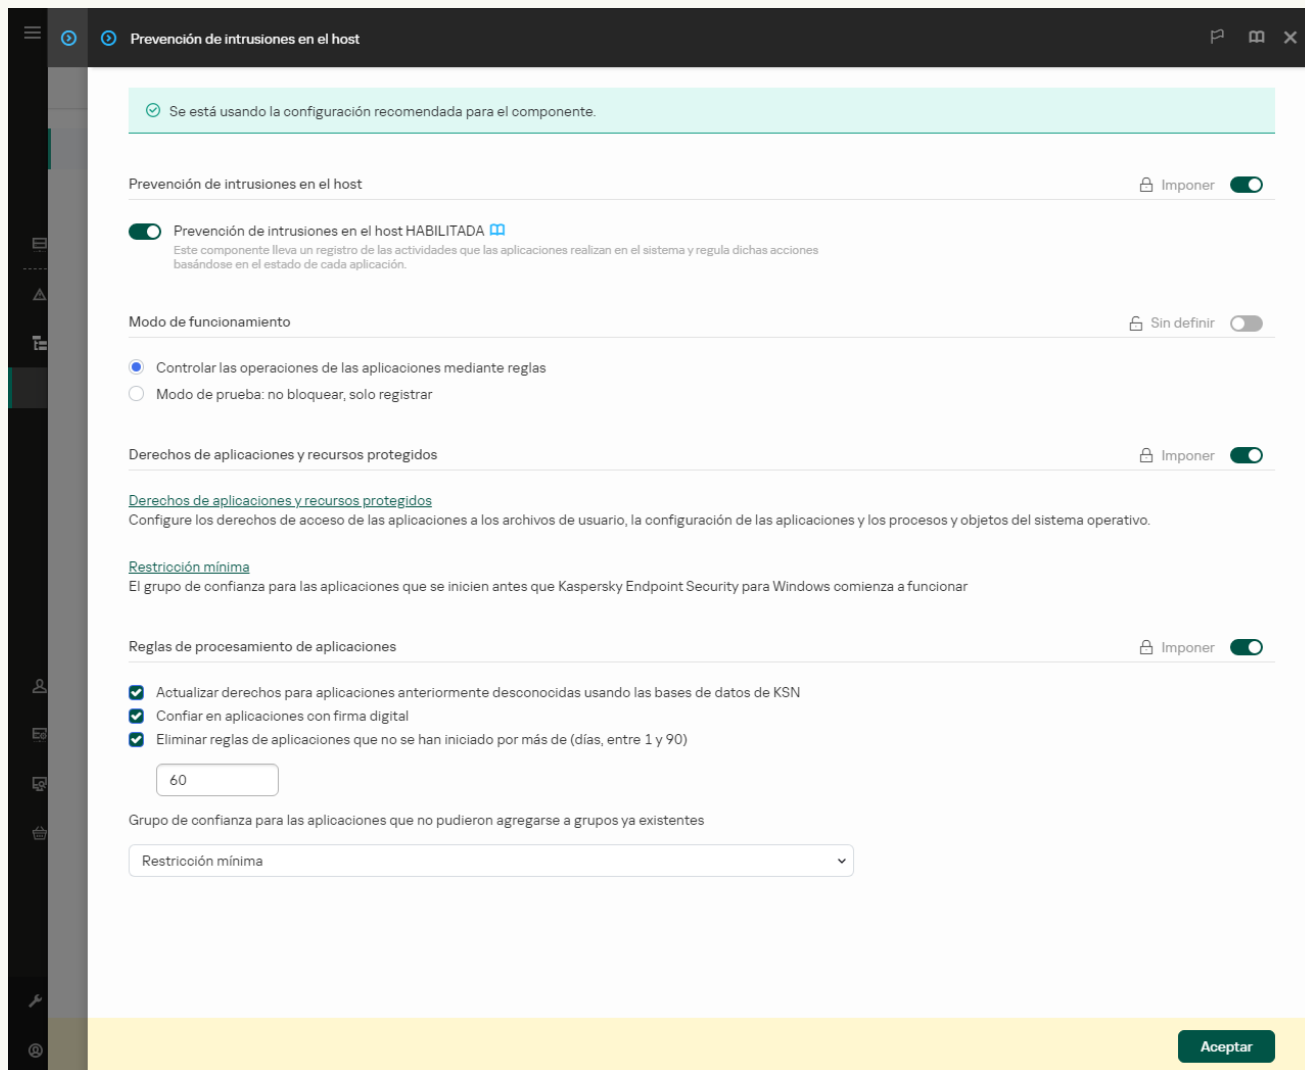 Prevención de intrusiones en el host
Se está usando la configuración recomendada para el componente.
Prevención de intrusiones en el host
Imponer
Prevención de intrusiones en el host HABILITADA
Este componente lleva un registro de las actividades que las aplicaciones realizan en el sistema y regula dichas acciones
basándose en el estado de cada aplicación.
Modo de funcionamiento
Sin definir
Controlar las operaciones de las aplicaciones mediante reglas
Modo de prueba: no bloquear, solo registrar
Derechos de aplicaciones y recursos protegidos
Imponer
Derechos de aplicaciones y recursos protegidos
Configure los derechos de acceso de las aplicaciones a los archivos de usuario, la configuración de las aplicaciones y los procesos y objetos del sistema operativo.
Restricción mínima
El grupo de confianza para las aplicaciones que se inicien antes que Kaspersky Endpoint Security para Windows comienza a funcionar
Reglas de procesamiento de aplicaciones
Imponer
Actualizar derechos para aplicaciones anteriormente desconocidas usando las bases de datos de KSN
Confiar en aplicaciones con firma digital
Eliminar reglas de aplicaciones que no se han iniciado por más de (días, entre 1 y 90)
60
Grupo de confianza para las aplicaciones que no pudieron agregarse a grupos ya existentes
Restricción mínima
Aceptar